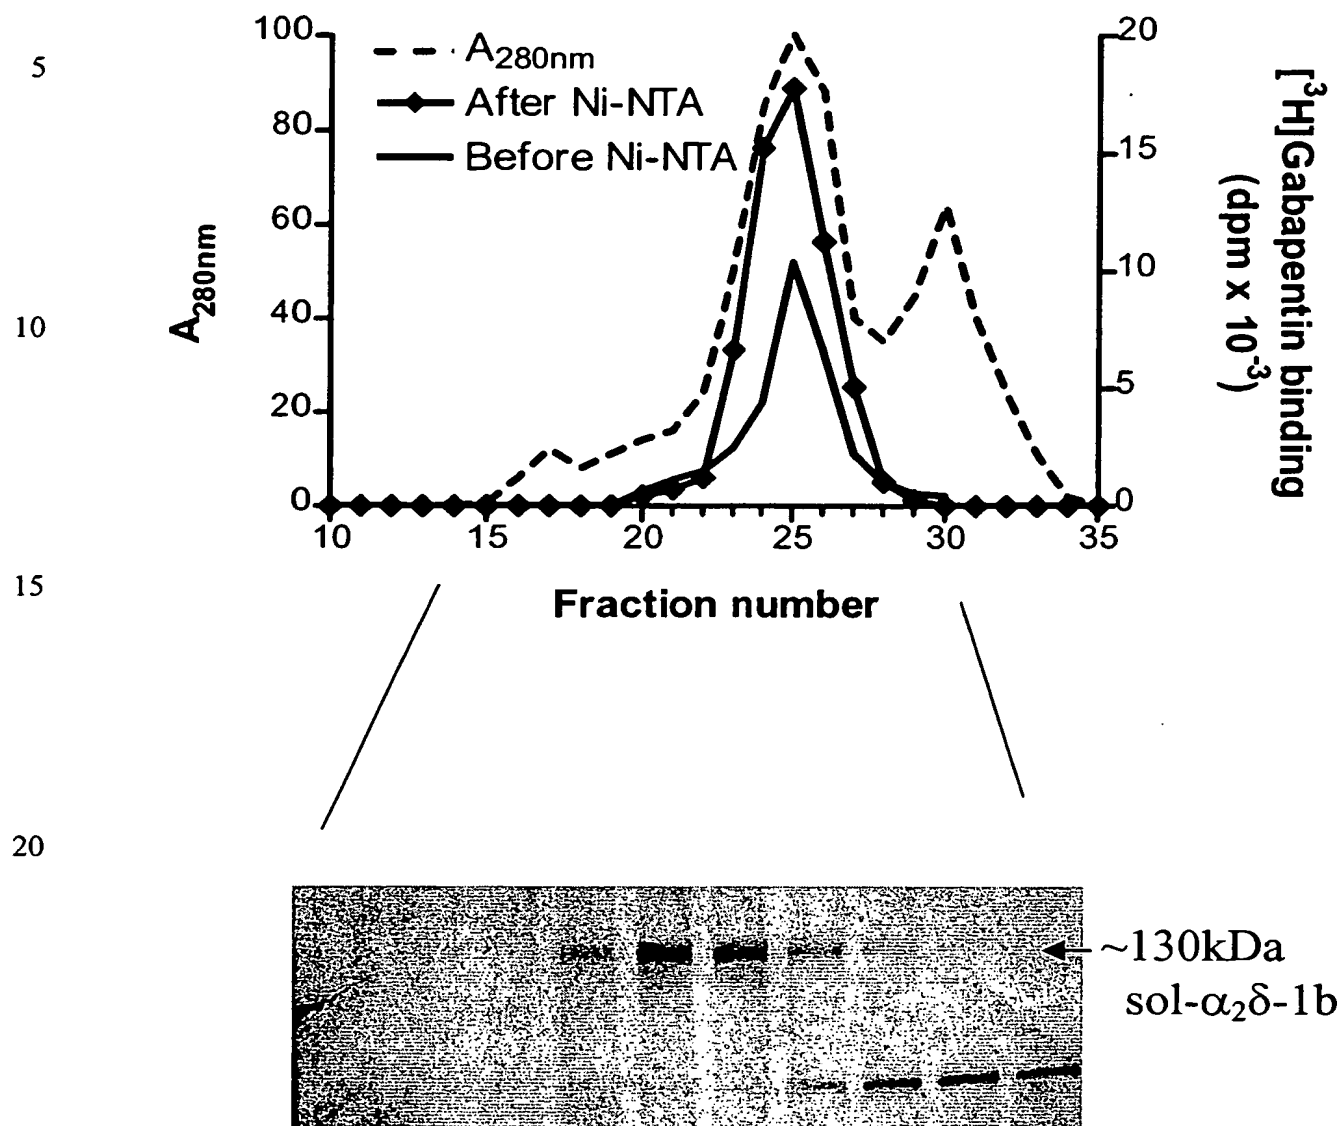 5
10
15
20
100
80
60
40
20
0
A280nm
A280nm
After Ni-NTA
Before Ni-NTA
20
15
10
5
0
[³H]Gabapentin binding
(dpm x 10⁻³)
10 15 20 25 30 35
Fraction number
~130kDa
sol-α₂δ-1b